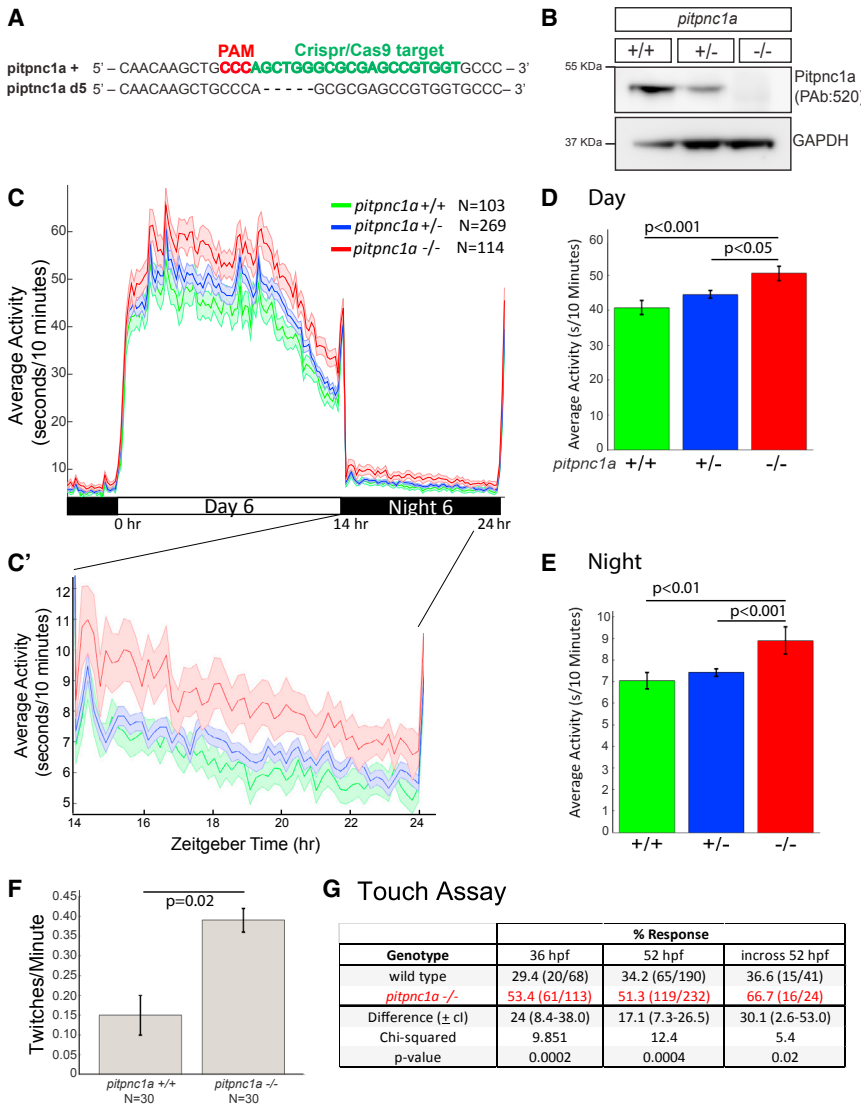 A
PAM Crispr/Cas9 target
pitpnc1a + 5' – CAACAAGCTGCCCAGCTGGGCGCGAGCCGTGGTGCCC – 3'
piptnc1a d5 5' – CAACAAGCTGCCCA-----GCGCGAGCCGTGGTGCCC – 3'
B
pitpnc1a
+/+ +/- -/-
55 KDa
Pitpnc1a
(PAb:520)
37 KDa
GAPDH
C
pitpnc1a +/+ N=103
pitpnc1a +/- N=269
pitpnc1a -/- N=114
Average Activity
(seconds/10 minutes)
60
50
40
30
20
10
Day 6 Night 6
0 hr 14 hr 24 hr
D Day
p<0.001
p<0.05
Average Activity (s/10 Minutes)
60
50
40
30
20
10
0
pitpnc1a +/+ +/- -/-
C'
Average Activity
(seconds/10 minutes)
12
11
10
9
8
7
6
5
14 16 18 20 22 24
Zeitgeber Time (hr)
E Night
p<0.01
p<0.001
Average Activity (s/10 Minutes)
10
9
8
7
6
5
4
3
2
1
0
+/+ +/- -/-
F
p=0.02
Twitches/Minute
0.45
0.40
0.35
0.30
0.25
0.20
0.15
0.10
0.05
0
pitpnc1a +/+ pitpnc1a -/-
N=30 N=30
G Touch Assay
% Response
Genotype 36 hpf 52 hpf incross 52 hpf
wild type 29.4 (20/68) 34.2 (65/190) 36.6 (15/41)
pitpnc1a -/- 53.4 (61/113) 51.3 (119/232) 66.7 (16/24)
Difference (± cl) 24 (8.4-38.0) 17.1 (7.3-26.5) 30.1 (2.6-53.0)
Chi-squared 9.851 12.4 5.4
p-value 0.0002 0.0004 0.02